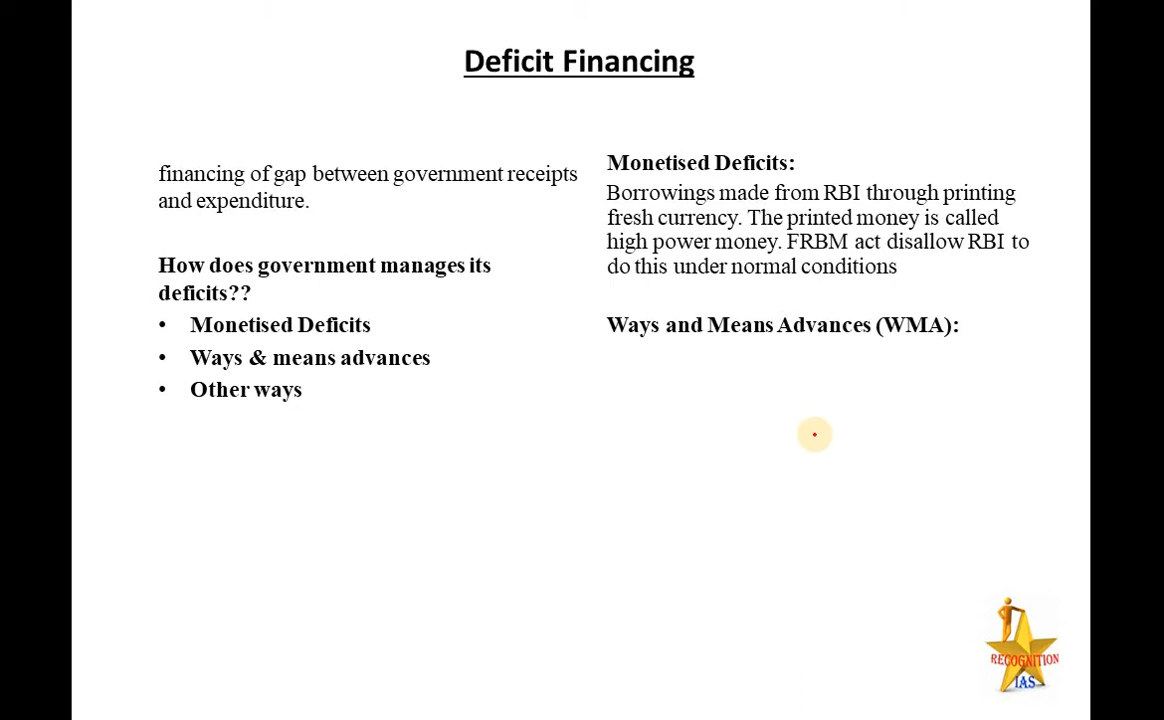 Deficit Financing
financing of gap between government receipts
and expenditure.
How does government manages its
deficits??
• Monetised Deficits
• Ways & means advances
• Other ways
Monetised Deficits:
Borrowings made from RBI through printing
fresh currency. The printed money is called
high power money. FRBM act disallow RBI to
do this under normal conditions
Ways and Means Advances (WMA):
RECOGNITION
IAS